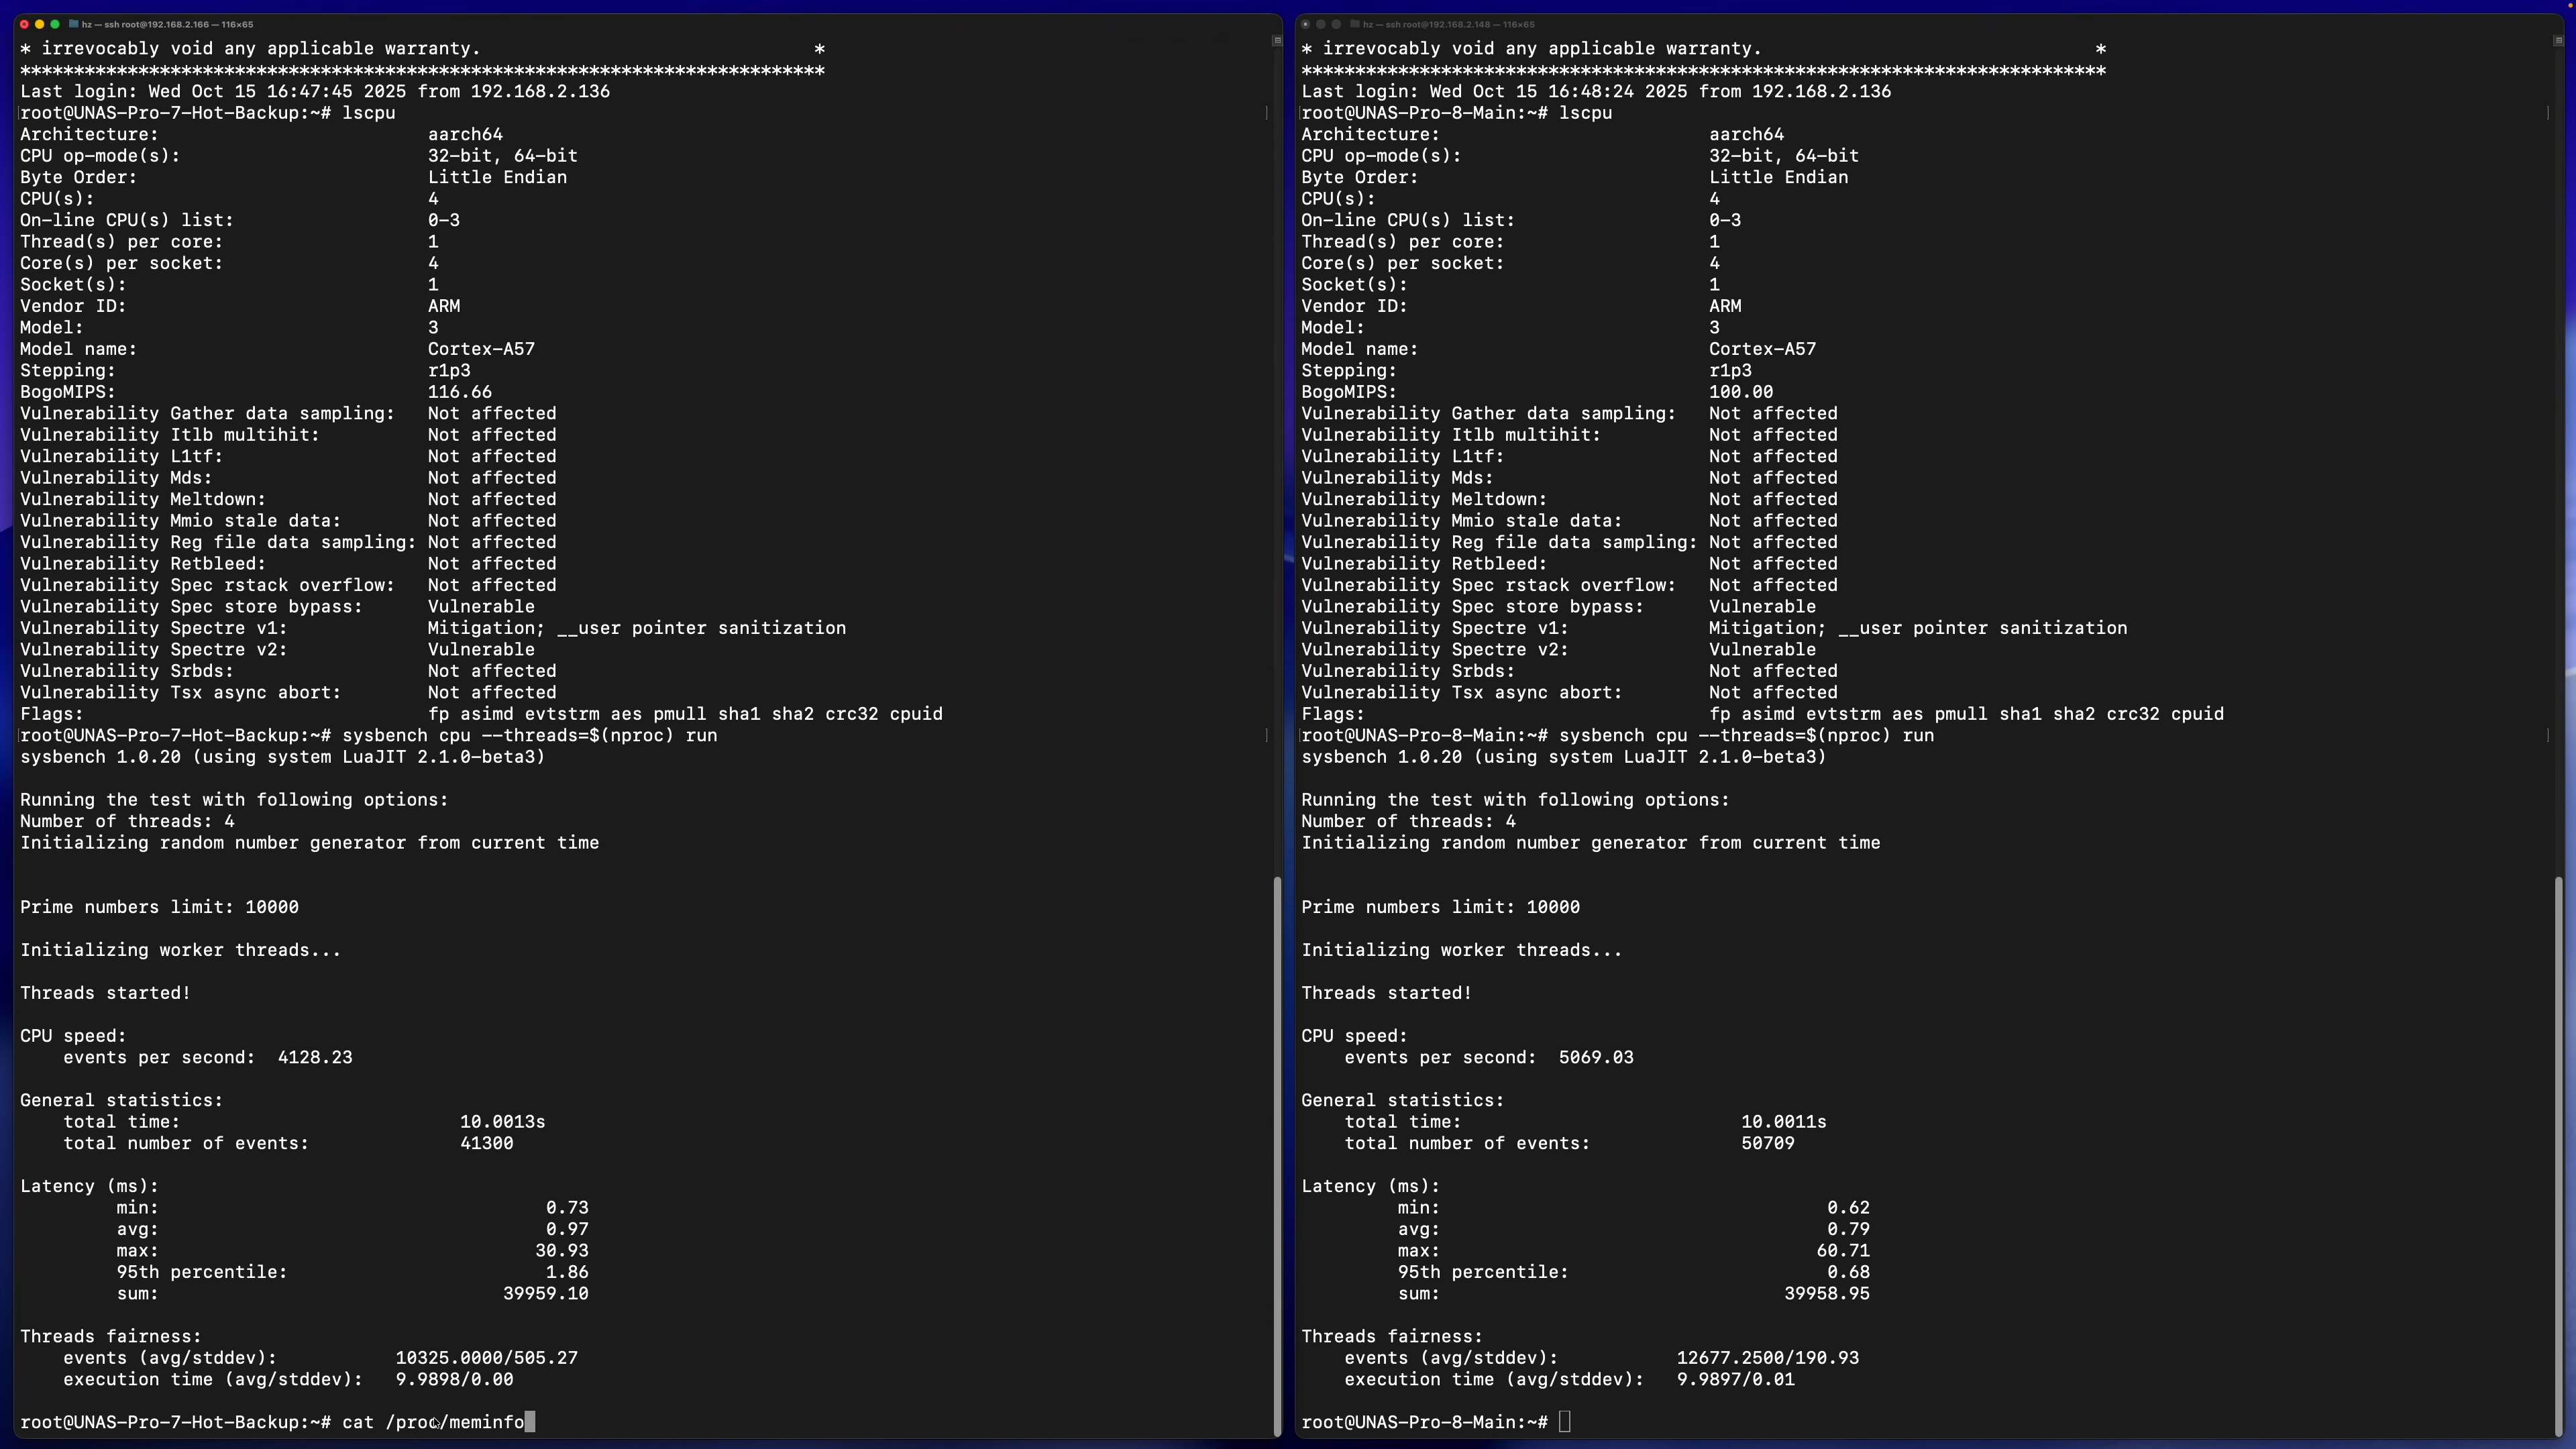 hz — ssh root@192.168.2.166 — 116×65
* irrevocably void any applicable warranty.                               *
***************************************************************************
Last login: Wed Oct 15 16:47:45 2025 from 192.168.2.136
root@UNAS-Pro-7-Hot-Backup:~# lscpu
Architecture: aarch64
CPU op-mode(s): 32-bit, 64-bit
Byte Order: Little Endian
CPU(s): 4
On-line CPU(s) list: 0-3
Thread(s) per core: 1
Core(s) per socket: 4
Socket(s): 1
Vendor ID: ARM
Model: 3
Model name: Cortex-A57
Stepping: r1p3
BogoMIPS: 116.66
Vulnerability Gather data sampling: Not affected
Vulnerability Itlb multihit: Not affected
Vulnerability L1tf: Not affected
Vulnerability Mds: Not affected
Vulnerability Meltdown: Not affected
Vulnerability Mmio stale data: Not affected
Vulnerability Reg file data sampling: Not affected
Vulnerability Retbleed: Not affected
Vulnerability Spec rstack overflow: Not affected
Vulnerability Spec store bypass: Vulnerable
Vulnerability Spectre v1: Mitigation; __user pointer sanitization
Vulnerability Spectre v2: Vulnerable
Vulnerability Srbds: Not affected
Vulnerability Tsx async abort: Not affected
Flags: fp asimd evtstrm aes pmull sha1 sha2 crc32 cpuid
root@UNAS-Pro-7-Hot-Backup:~# sysbench cpu --threads=$(nproc) run
sysbench 1.0.20 (using system LuaJIT 2.1.0-beta3)
Running the test with following options:
Number of threads: 4
Initializing random number generator from current time
Prime numbers limit: 10000
Initializing worker threads...
Threads started!
CPU speed:
events per second: 4128.23
General statistics:
total time: 10.0013s
total number of events: 41300
Latency (ms):
min: 0.73
avg: 0.97
max: 30.93
95th percentile: 1.86
sum: 39959.10
Threads fairness:
events (avg/stddev): 10325.0000/505.27
execution time (avg/stddev): 9.9898/0.00
root@UNAS-Pro-7-Hot-Backup:~# cat /proc/meminfo
hz — ssh root@192.168.2.148 — 116×65
* irrevocably void any applicable warranty.                               *
***************************************************************************
Last login: Wed Oct 15 16:48:24 2025 from 192.168.2.136
root@UNAS-Pro-8-Main:~# lscpu
Architecture: aarch64
CPU op-mode(s): 32-bit, 64-bit
Byte Order: Little Endian
CPU(s): 4
On-line CPU(s) list: 0-3
Thread(s) per core: 1
Core(s) per socket: 4
Socket(s): 1
Vendor ID: ARM
Model: 3
Model name: Cortex-A57
Stepping: r1p3
BogoMIPS: 100.00
Vulnerability Gather data sampling: Not affected
Vulnerability Itlb multihit: Not affected
Vulnerability L1tf: Not affected
Vulnerability Mds: Not affected
Vulnerability Meltdown: Not affected
Vulnerability Mmio stale data: Not affected
Vulnerability Reg file data sampling: Not affected
Vulnerability Retbleed: Not affected
Vulnerability Spec rstack overflow: Not affected
Vulnerability Spec store bypass: Vulnerable
Vulnerability Spectre v1: Mitigation; __user pointer sanitization
Vulnerability Spectre v2: Vulnerable
Vulnerability Srbds: Not affected
Vulnerability Tsx async abort: Not affected
Flags: fp asimd evtstrm aes pmull sha1 sha2 crc32 cpuid
root@UNAS-Pro-8-Main:~# sysbench cpu --threads=$(nproc) run
sysbench 1.0.20 (using system LuaJIT 2.1.0-beta3)
Running the test with following options:
Number of threads: 4
Initializing random number generator from current time
Prime numbers limit: 10000
Initializing worker threads...
Threads started!
CPU speed:
events per second: 5069.03
General statistics:
total time: 10.0011s
total number of events: 50709
Latency (ms):
min: 0.62
avg: 0.79
max: 60.71
95th percentile: 0.68
sum: 39958.95
Threads fairness:
events (avg/stddev): 12677.2500/190.93
execution time (avg/stddev): 9.9897/0.01
root@UNAS-Pro-8-Main:~#